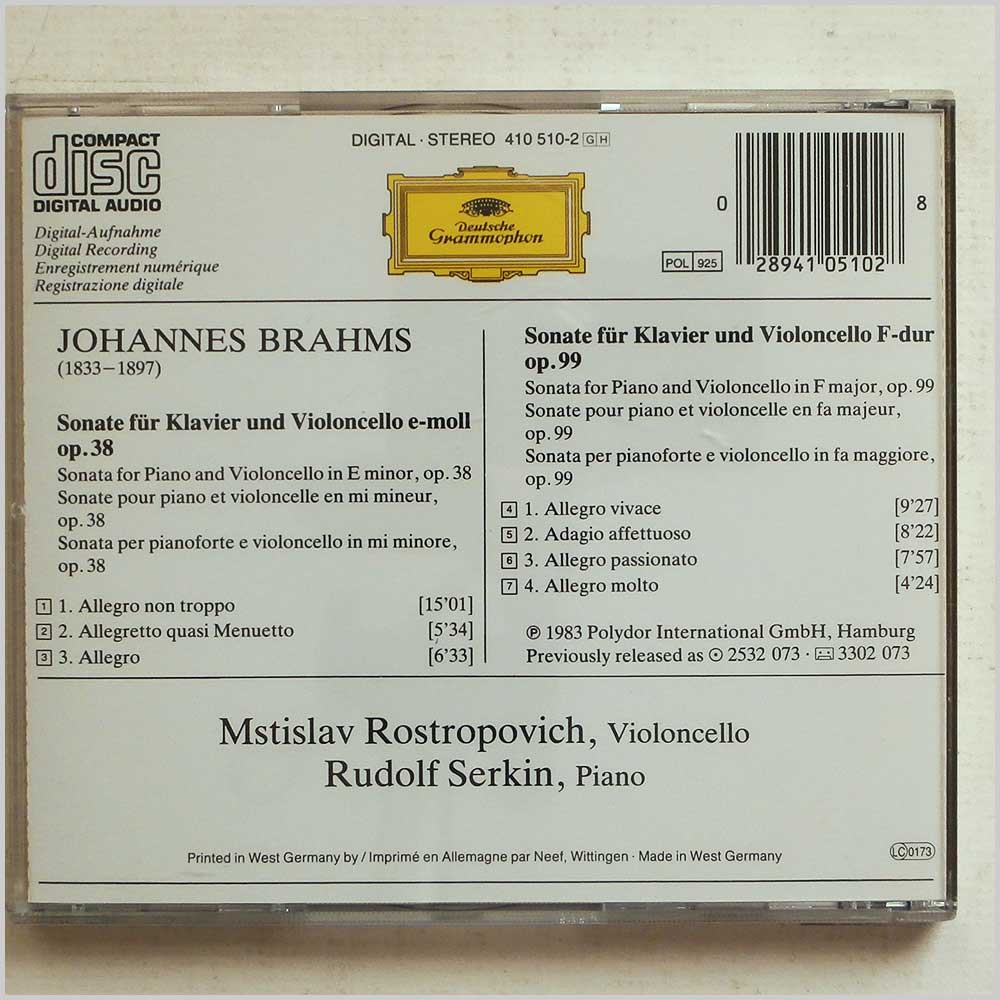 COMPACT
disc
DIGITAL AUDIO
Digital-Aufnahme
Digital Recording
Enregistrement numérique
Registrazione digitale
DIGITAL · STEREO 410 510-2 GH
Deutsche
Grammophon
POL 925
0 28941 05102 8
JOHANNES BRAHMS
(1833–1897)
Sonate für Klavier und Violoncello e-moll
op. 38
Sonata for Piano and Violoncello in E minor, op. 38
Sonate pour piano et violoncelle en mi mineur,
op. 38
Sonata per pianoforte e violoncello in mi minore,
op. 38
1 1. Allegro non troppo [15'01]
2 2. Allegretto quasi Menuetto [5'34]
3 3. Allegro [6'33]
Sonate für Klavier und Violoncello F-dur
op. 99
Sonata for Piano and Violoncello in F major, op. 99
Sonate pour piano et violoncelle en fa majeur,
op. 99
Sonata per pianoforte e violoncello in fa maggiore,
op. 99
4 1. Allegro vivace [9'27]
5 2. Adagio affettuoso [8'22]
6 3. Allegro passionato [7'57]
7 4. Allegro molto [4'24]
℗ 1983 Polydor International GmbH, Hamburg
Previously released as 2532 073 · 3302 073
Mstislav Rostropovich, Violoncello
Rudolf Serkin, Piano
Printed in West Germany by / Imprimé en Allemagne par Neef, Wittingen · Made in West Germany
LC 0173